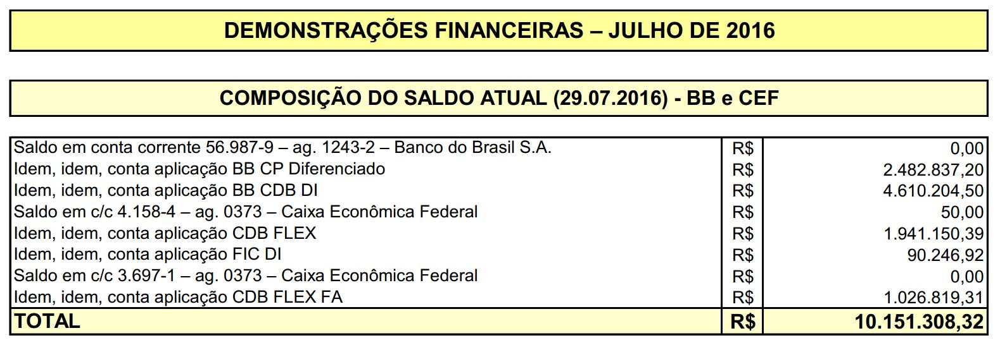 DEMONSTRAÇÕES FINANCEIRAS – JULHO DE 2016
COMPOSIÇÃO DO SALDO ATUAL (29.07.2016) - BB e CEF
Saldo em conta corrente 56.987-9 – ag. 1243-2 – Banco do Brasil S.A. R$ 0,00
Idem, idem, conta aplicação BB CP Diferenciado R$ 2.482.837,20
Idem, idem, conta aplicação BB CDB DI R$ 4.610.204,50
Saldo em c/c 4.158-4 – ag. 0373 – Caixa Econômica Federal R$ 50,00
Idem, idem, conta aplicação CDB FLEX R$ 1.941.150,39
Idem, idem, conta aplicação FIC DI R$ 90.246,92
Saldo em c/c 3.697-1 – ag. 0373 – Caixa Econômica Federal R$ 0,00
Idem, idem, conta aplicação CDB FLEX FA R$ 1.026.819,31
TOTAL R$ 10.151.308,32